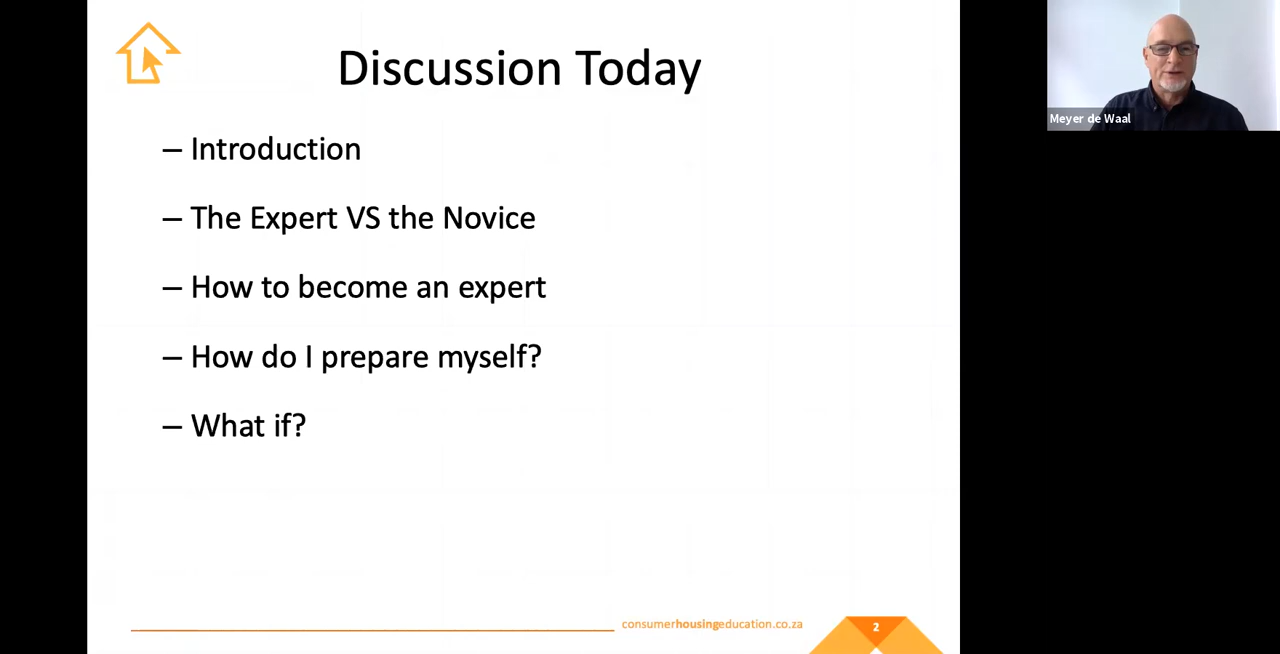 Discussion Today
– Introduction
– The Expert VS the Novice
– How to become an expert
– How do I prepare myself?
– What if?
consumerhousingeducation.co.za
2
Meyer de Waal